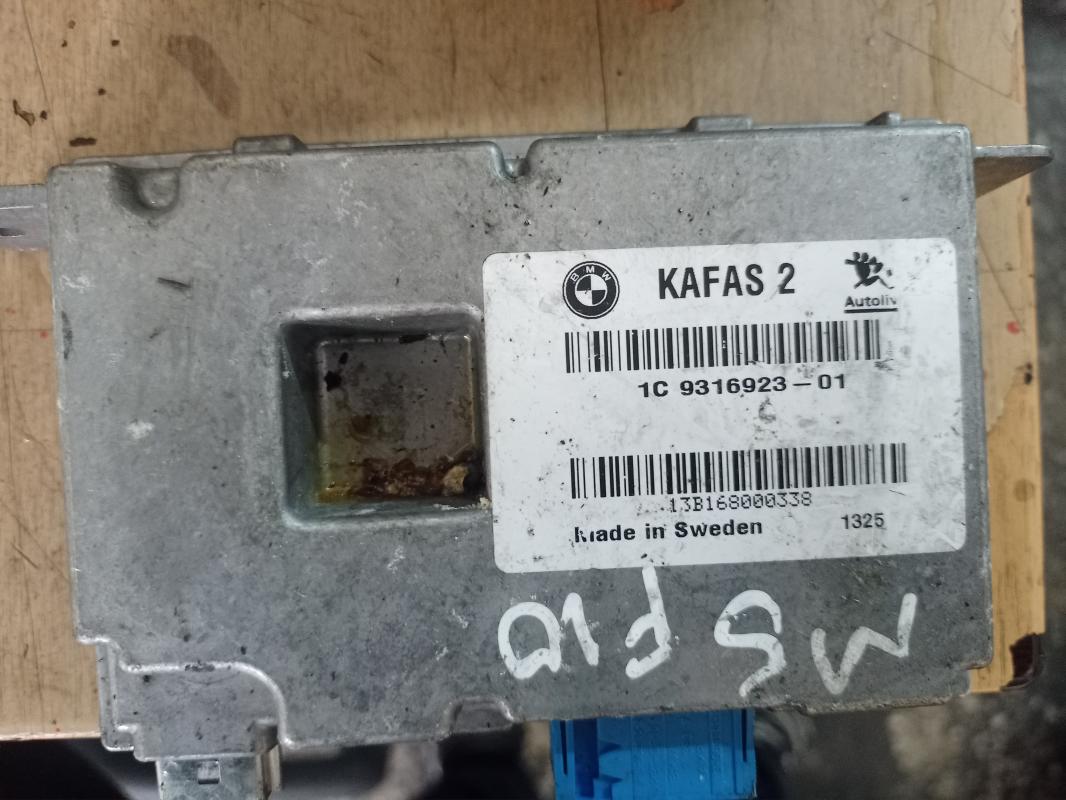 BMW
KAFAS 2
Autoliv
1C 9316923-01
13B168000338
Made in Sweden 1325
M5 F10